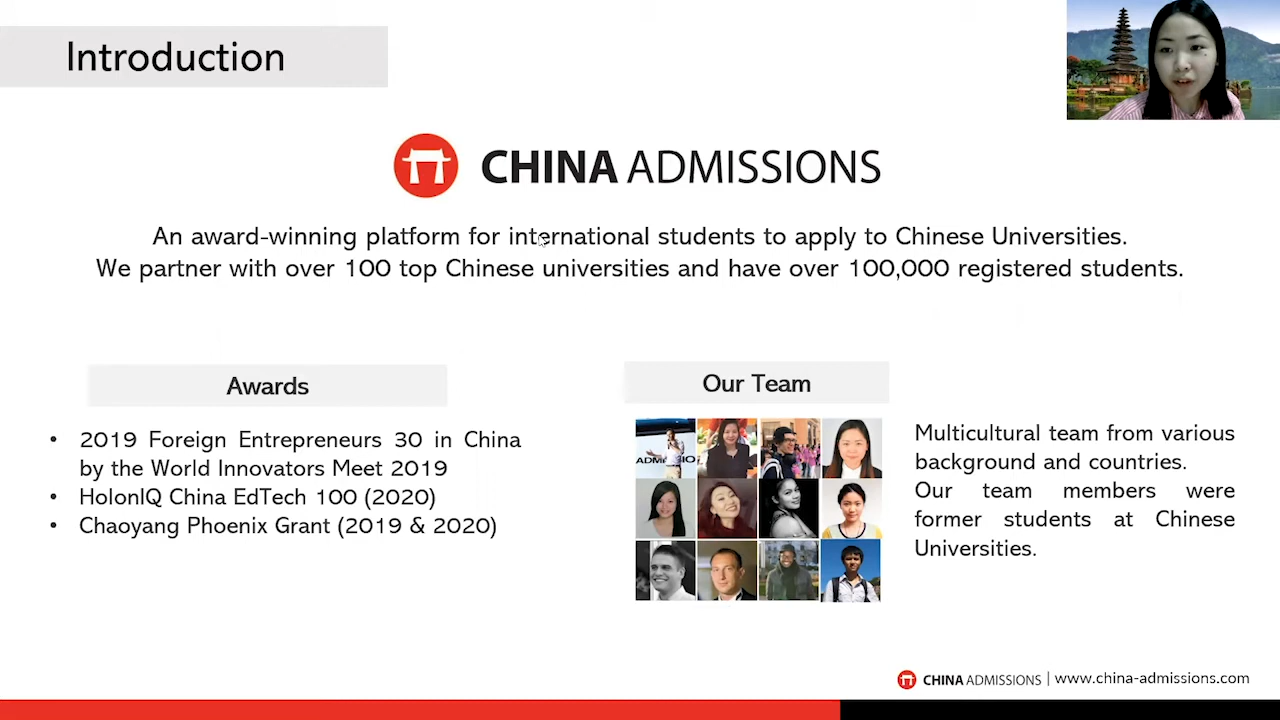 Introduction
CHINA ADMISSIONS
An award-winning platform for international students to apply to Chinese Universities.
We partner with over 100 top Chinese universities and have over 100,000 registered students.
Awards
• 2019 Foreign Entrepreneurs 30 in China
by the World Innovators Meet 2019
• HolonIQ China EdTech 100 (2020)
• Chaoyang Phoenix Grant (2019 & 2020)
Our Team
Multicultural team from various
background and countries.
Our team members were
former students at Chinese
Universities.
CHINA ADMISSIONS | www.china-admissions.com